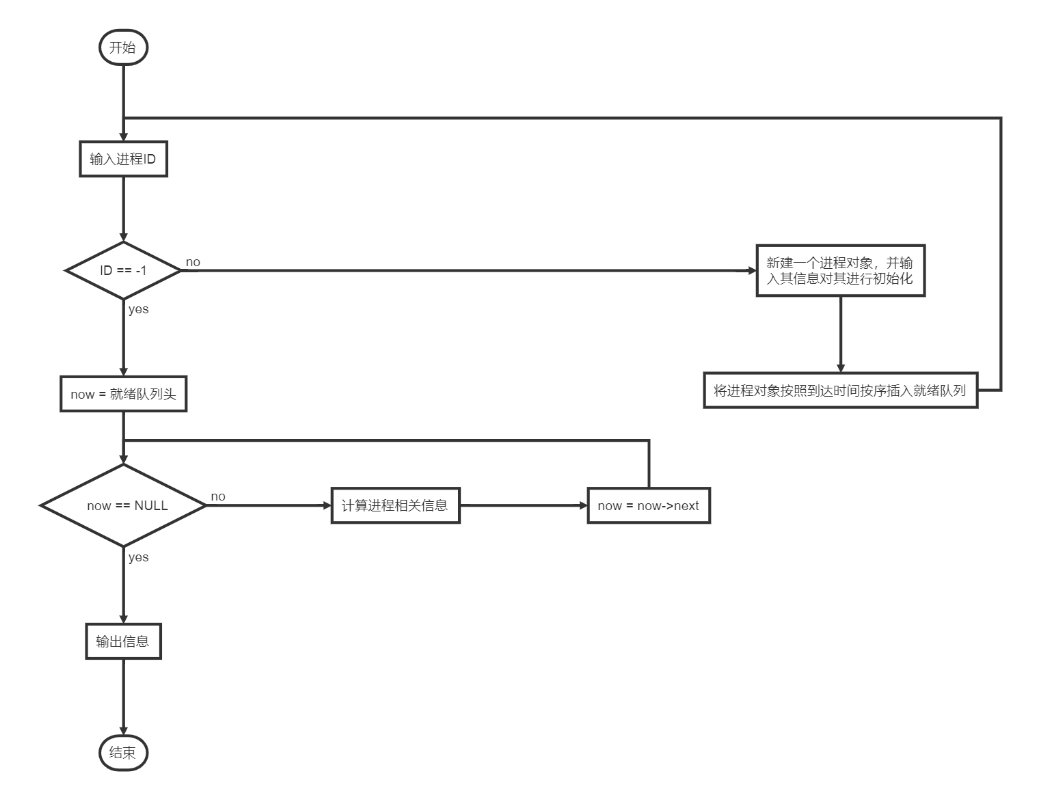 开始
输入进程ID
ID == -1
no
新建一个进程对象，并输
入其信息对其进行初始化
yes
将进程对象按照到达时间按序插入就绪队列
now = 就绪队列头
now == NULL
no
计算进程相关信息
now = now->next
yes
输出信息
结束